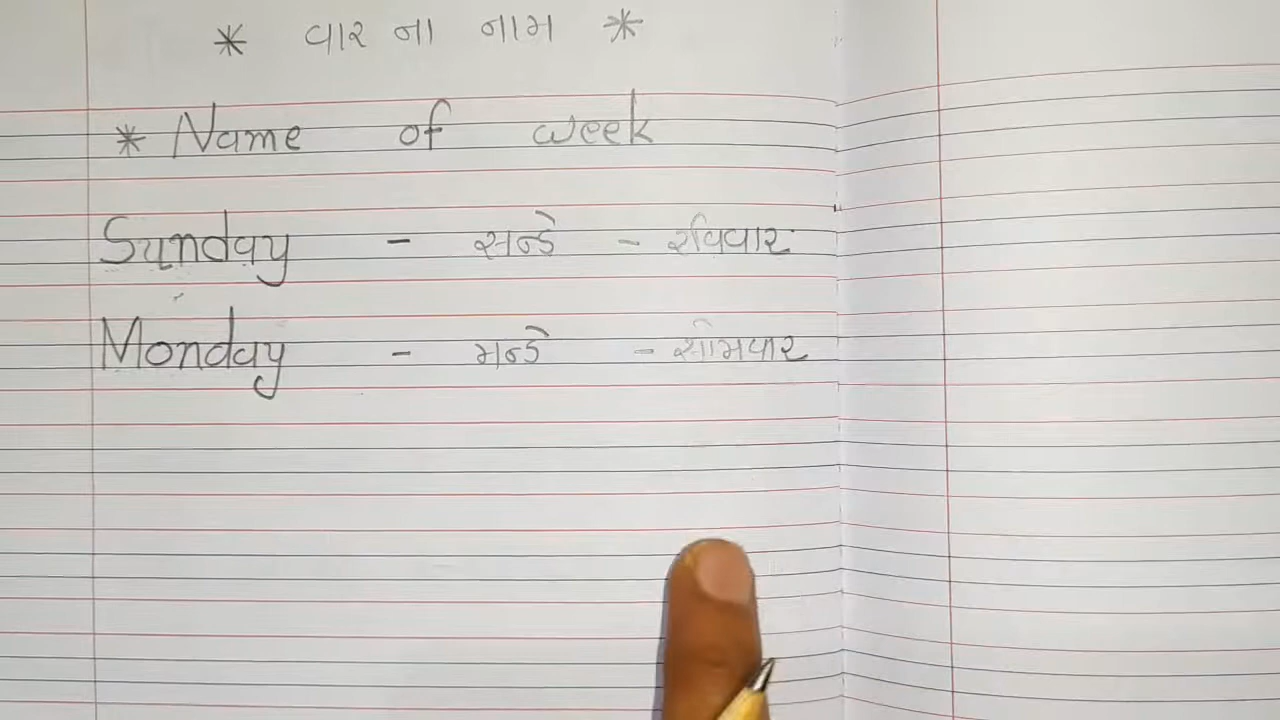 * વાર ના નામ *
* Name of week
Sunday - સન્ડે - રવિવાર
Monday - મન્ડે - સોમવાર